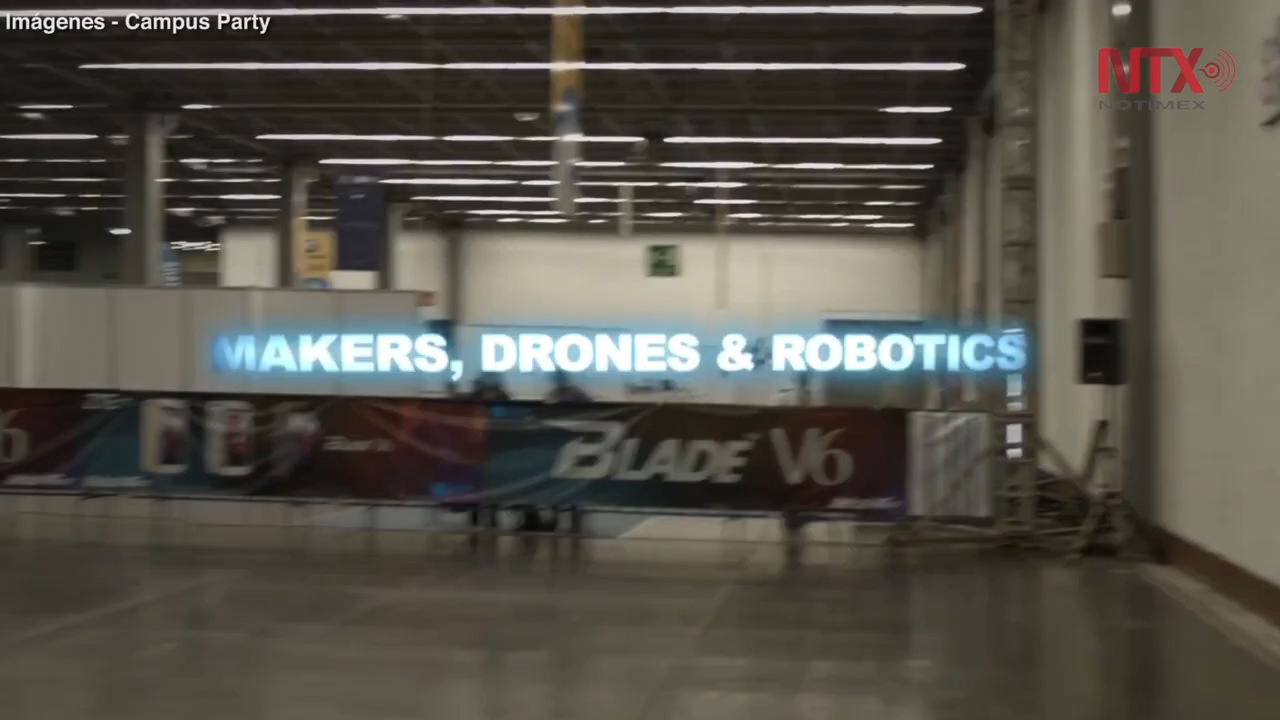 Imágenes - Campus Party
NTX
NOTIMEX
MAKERS, DRONES & ROBOTICS
BLADE V6